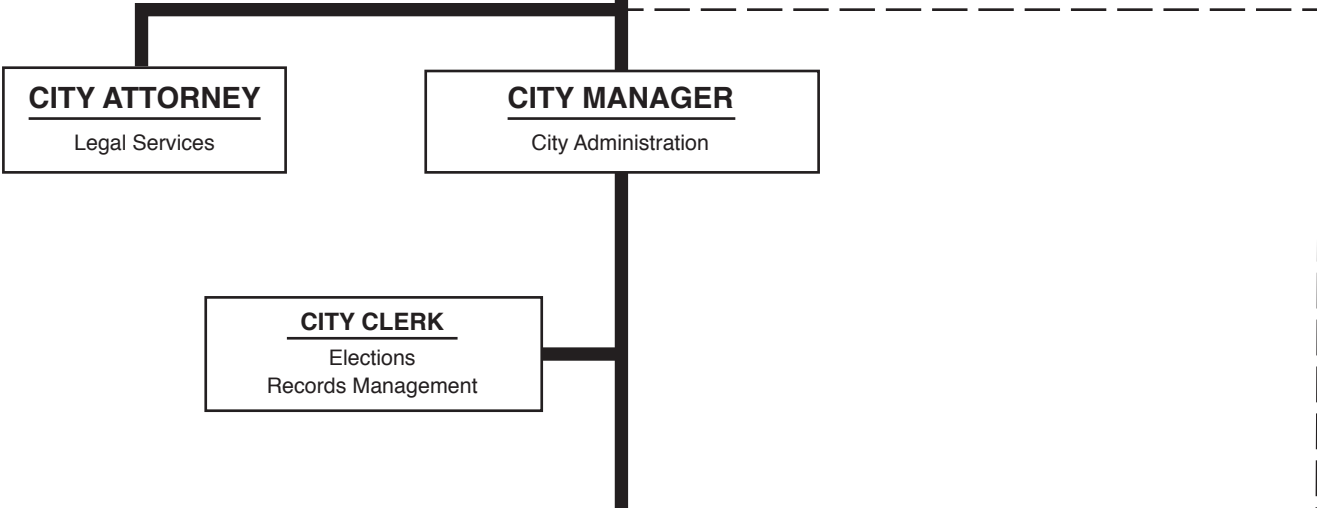 CITY ATTORNEY
Legal Services
CITY MANAGER
City Administration
CITY CLERK
Elections
Records Management